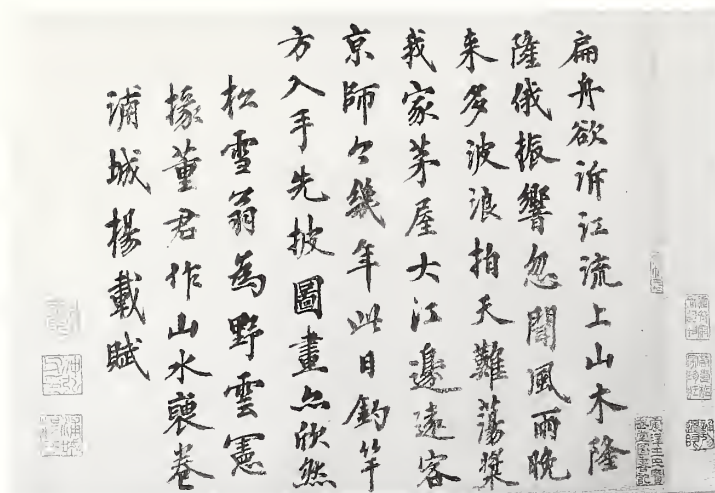 扁舟欲泝江流上山木隆
隆俄振響忽聞風雨晚
来多波浪拍天難蕩槳
我家茅屋大江邊遠客
京師今幾年此日釣竿
方入手先披圖畫亦欣然
松雪翁為野雲憲
掾董君作山水襄卷
浦城楊載賦